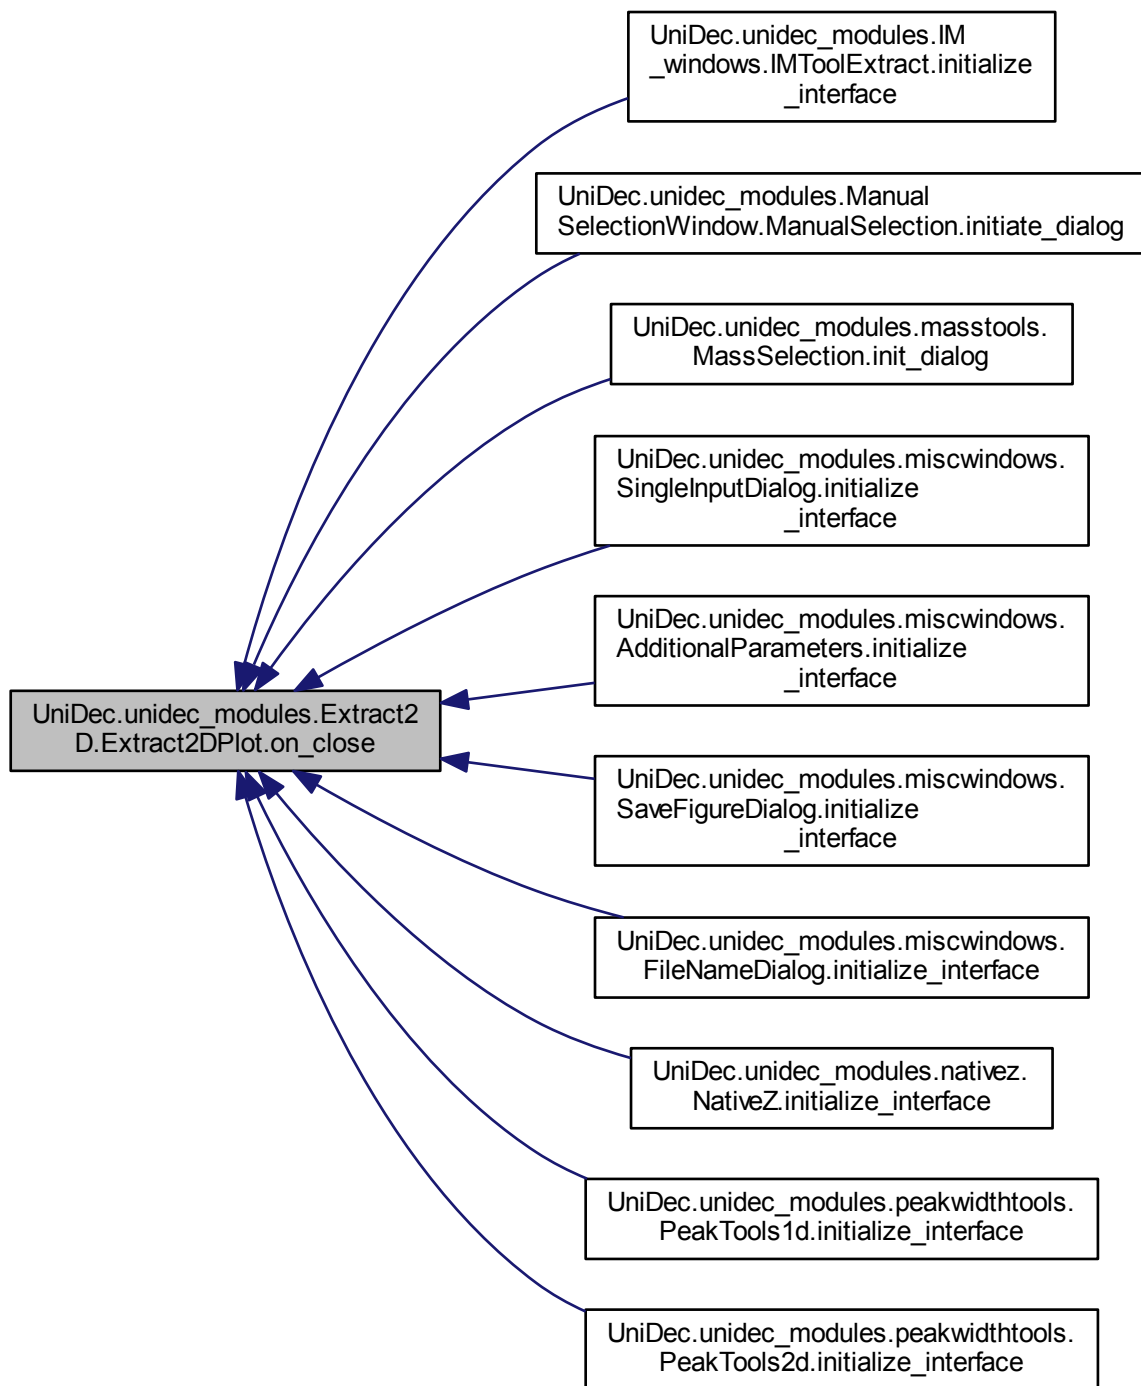 UniDec.unidec_modules.IM
_windows.IMToolExtract.initialize
_interface
UniDec.unidec_modules.Manual
SelectionWindow.ManualSelection.initiate_dialog
UniDec.unidec_modules.masstools.
MassSelection.init_dialog
UniDec.unidec_modules.miscwindows.
SingleInputDialog.initialize
_interface
UniDec.unidec_modules.miscwindows.
AdditionalParameters.initialize
_interface
UniDec.unidec_modules.Extract2
D.Extract2DPlot.on_close
UniDec.unidec_modules.miscwindows.
SaveFigureDialog.initialize
_interface
UniDec.unidec_modules.miscwindows.
FileNameDialog.initialize_interface
UniDec.unidec_modules.nativez.
NativeZ.initialize_interface
UniDec.unidec_modules.peakwidthtools.
PeakTools1d.initialize_interface
UniDec.unidec_modules.peakwidthtools.
PeakTools2d.initialize_interface